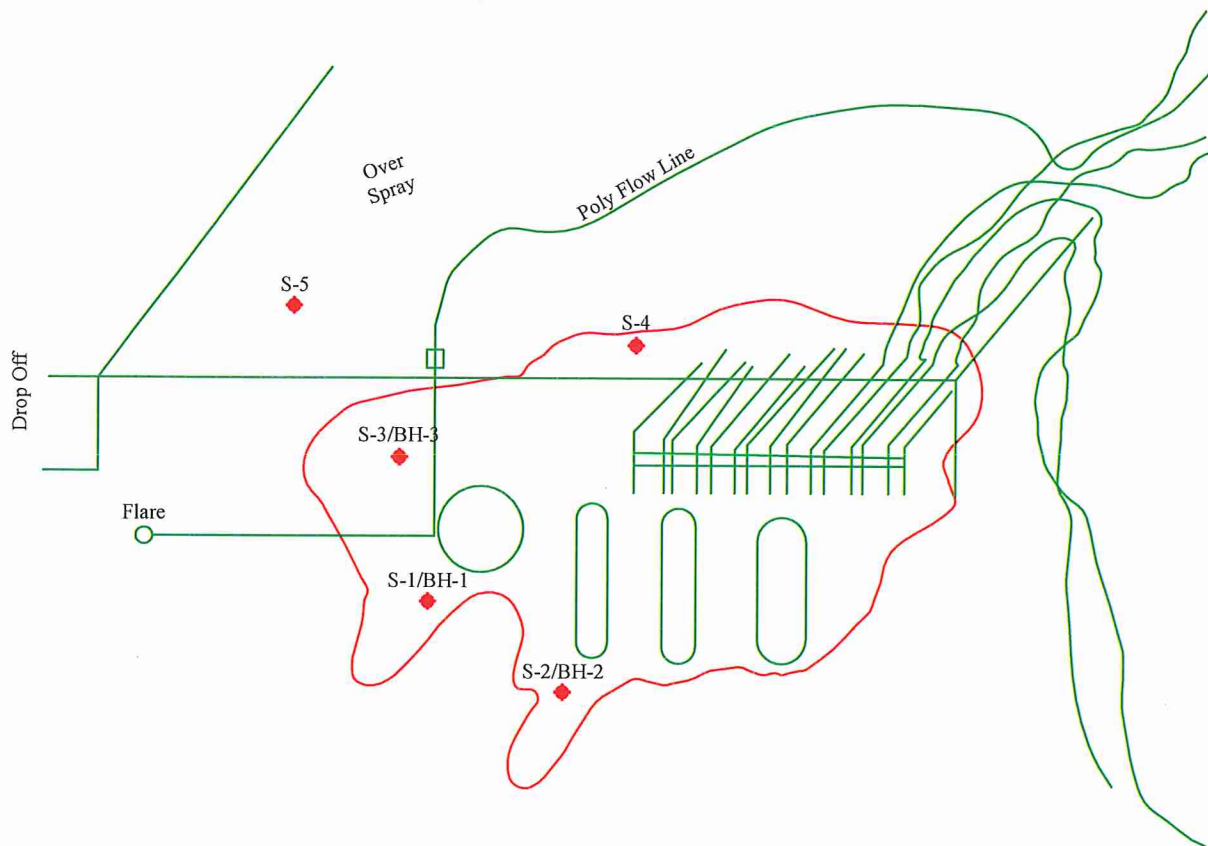 Over
Spray
Poly Flow Line
S-5
S-4
Drop Off
S-3/BH-3
Flare
S-1/BH-1
S-2/BH-2